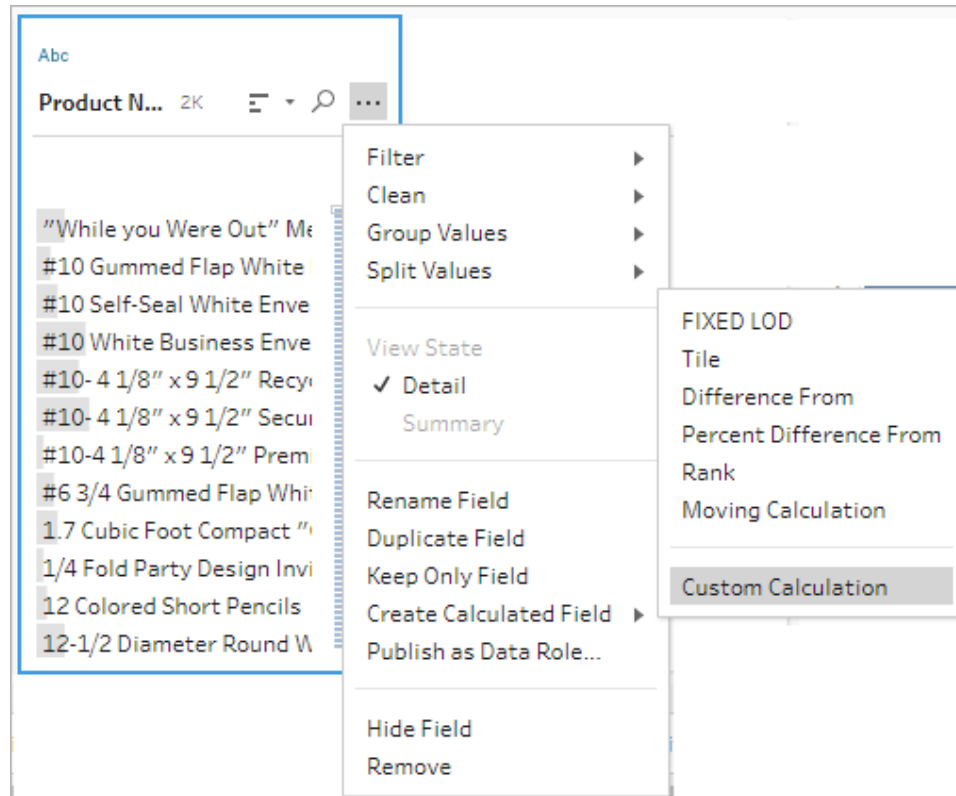 Abc
Product N... 2K
"While you Were Out" Me
#10 Gummed Flap White
#10 Self-Seal White Enve
#10 White Business Enve
#10- 4 1/8" x 9 1/2" Recy
#10- 4 1/8" x 9 1/2" Secur
#10-4 1/8" x 9 1/2" Premi
#6 3/4 Gummed Flap Whit
1.7 Cubic Foot Compact "
1/4 Fold Party Design Invi
12 Colored Short Pencils
12-1/2 Diameter Round W
Filter
Clean
Group Values
Split Values
View State
✓ Detail
Summary
Rename Field
Duplicate Field
Keep Only Field
Create Calculated Field
Publish as Data Role...
Hide Field
Remove
FIXED LOD
Tile
Difference From
Percent Difference From
Rank
Moving Calculation
Custom Calculation